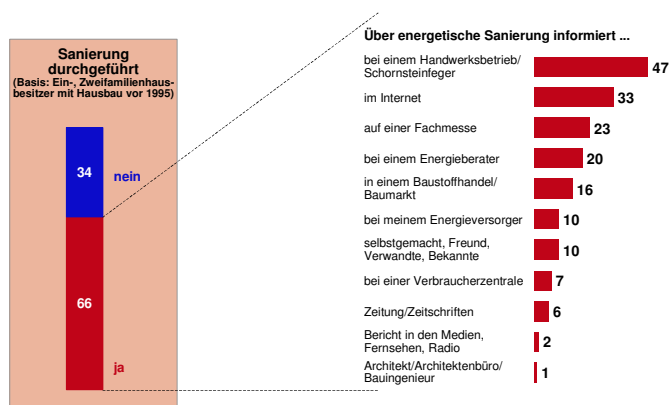 Sanierung
durchgeführt
(Basis: Ein-, Zweifamilienhaus-
besitzer mit Hausbau vor 1995)
34
nein
66
ja
Über energetische Sanierung informiert ...
bei einem Handwerksbetrieb/
Schornsteinfeger
47
im Internet
33
auf einer Fachmesse
23
bei einem Energieberater
20
in einem Baustoffhandel/
Baumarkt
16
bei meinem Energieversorger
10
selbstgemacht, Freund,
Verwandte, Bekannte
10
bei einer Verbraucherzentrale
7
Zeitung/Zeitschriften
6
Bericht in den Medien,
Fernsehen, Radio
2
Architekt/Architektenbüro/
Bauingenieur
1